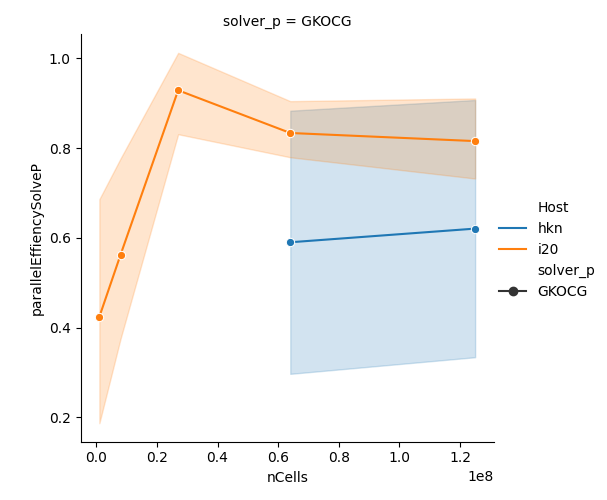 solver_p = GKOCG
parallelEffiencySolveP
1.0
0.8
0.6
0.4
0.2
0.0 0.2 0.4 0.6 0.8 1.0 1.2
1e8
nCells
Host
hkn
i20
solver_p
GKOCG